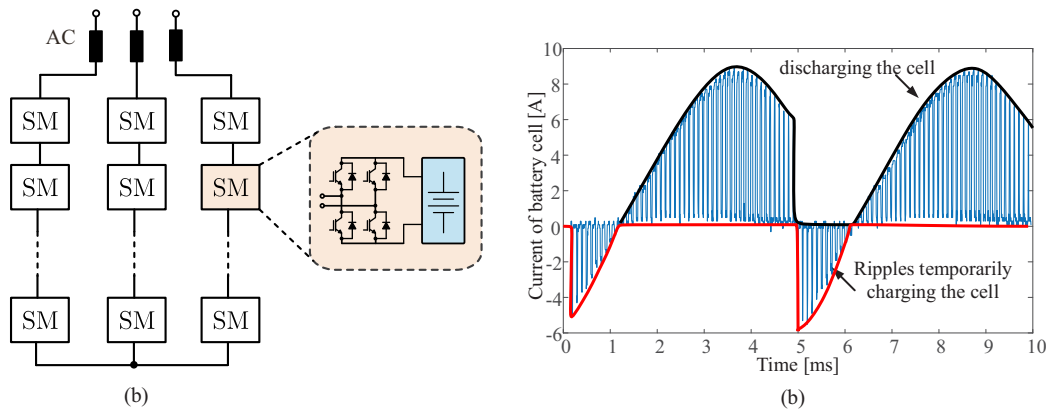 AC
SM SM SM
SM SM SM
SM SM SM
(b)
Current of battery cell [A]
10
8
6
4
2
0
-2
-4
-6
discharging the cell
Ripples temporarily
charging the cell
0 1 2 3 4 5 6 7 8 9 10
Time [ms]
(b)